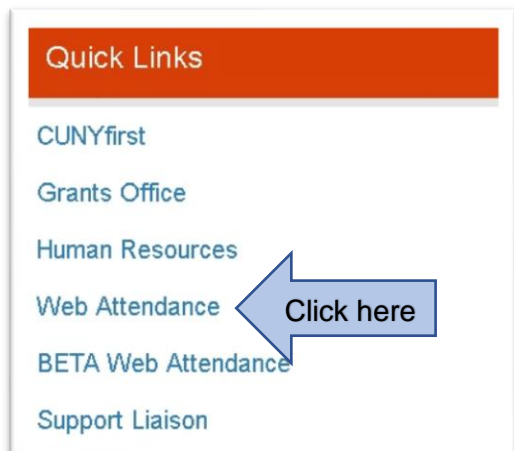 Quick Links
CUNYfirst
Grants Office
Human Resources
Web Attendance
Click here
BETA Web Attendance
Support Liaison